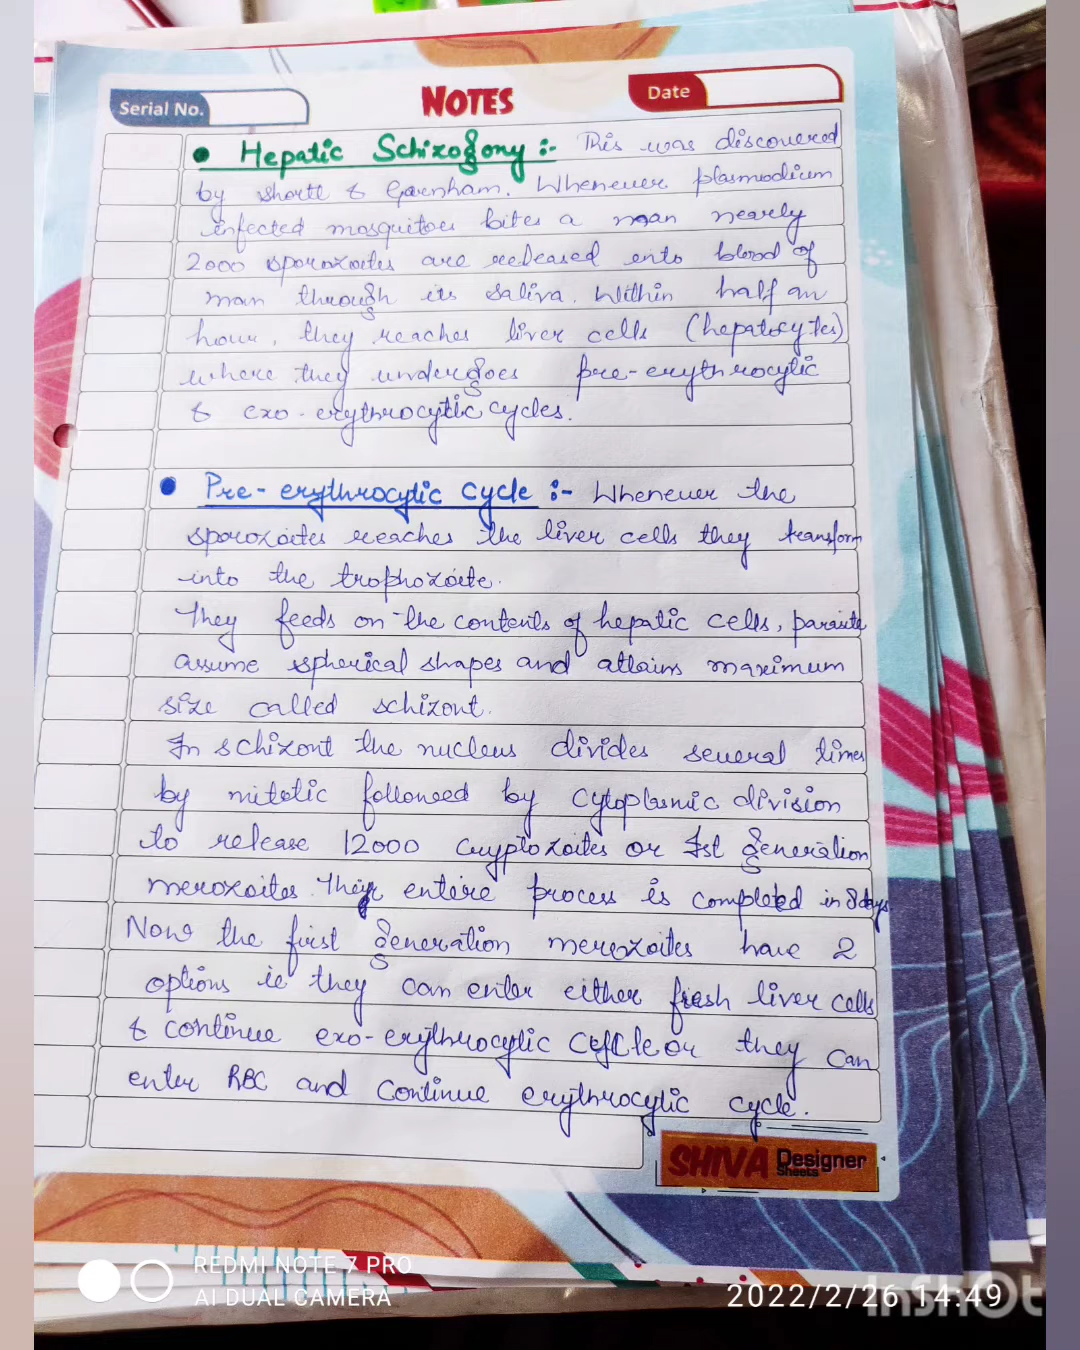 Serial No.
NOTES
Date
• Hepatic Schizogony :- This was discovered
by Shortt & Garnham. Whenever plasmodium
infected mosquitoes bites a man nearly
2000 sporozoites are released into blood of
man through its saliva. Within half an
hour, they reaches liver cells (hepatocytes)
where they undergoes pre-erythrocytic
& exo-erythrocytic cycles.
• Pre-erythrocytic cycle :- Whenever the
sporozoites reaches the liver cells they transform
into the trophozoite.
They feeds on the contents of hepatic cells, parasite
assume spherical shapes and attains maximum
size called schizont.
In schizont the nucleus divides several times
by mitotic followed by cytoplasmic division
to release 12000 cryptozoites or 1st generation
merozoites. They entire process is completed in 8 days
Now the first generation merozoites have 2
options ie they can enter either fresh liver cells
& continue exo-erythrocytic cycle or they can
enter RBC and continue erythrocytic cycle.
SHIVA Designer
Sheets
REDMI NOTE 7 PRO
AI DUAL CAMERA
2022/2/26 14:49
InShOt